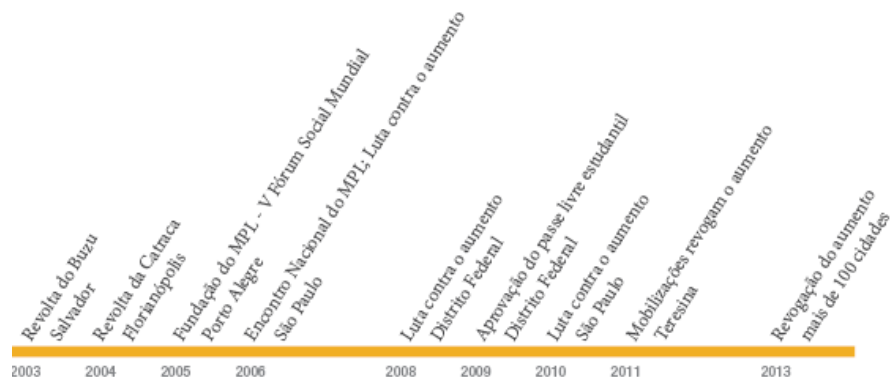 Revolta do Buzu
Salvador
Revolta da Catraca
Florianópolis
Fundação do MPL - V Fórum Social Mundial
Porto Alegre
Encontro Nacional do MPL; Luta contra o aumento
São Paulo
Luta contra o aumento
Distrito Federal
Aprovação do passe livre estudantil
Distrito Federal
Luta contra o aumento
São Paulo
Mobilizações revogam o aumento
Teresina
Revogação do aumento
mais de 100 cidades
2003
2004
2005
2006
2008
2009
2010
2011
2013